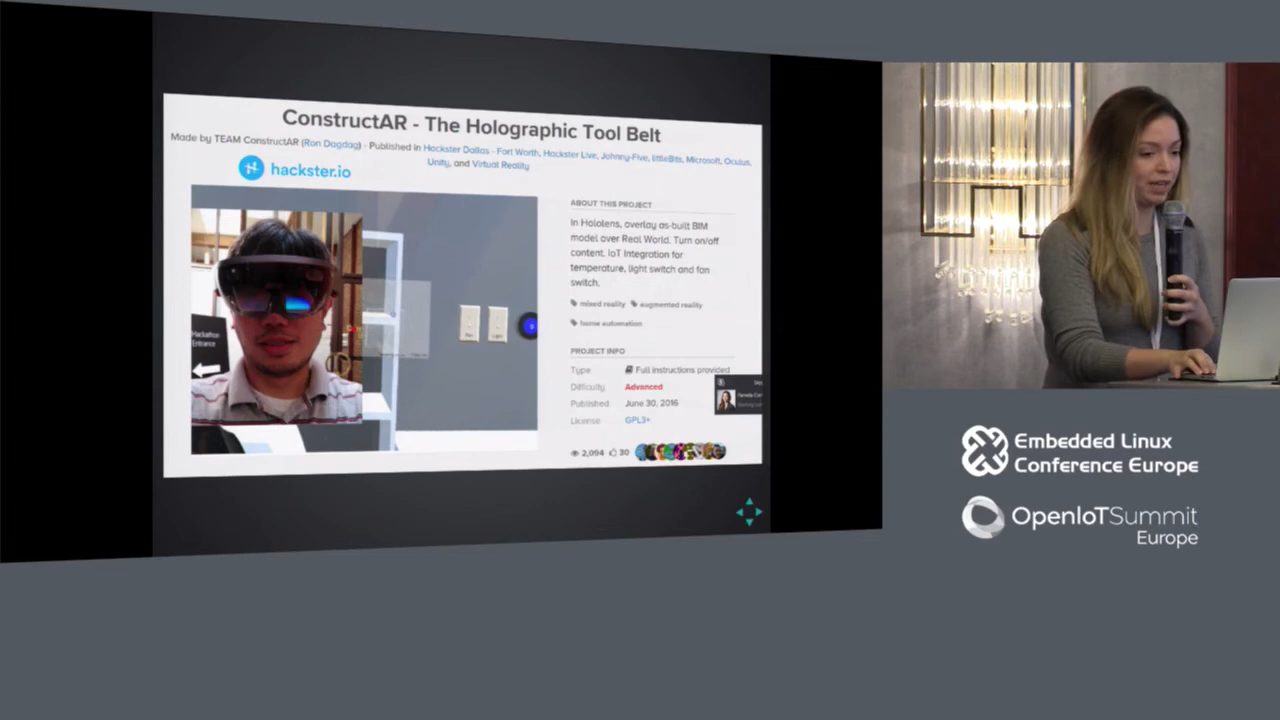 ConstructAR - The Holographic Tool Belt
Made by TEAM ConstructAR (Ron Dagdag) - Published in Hackster Dallas - Fort Worth, Hackster Live, Johnny-Five, littleBits, Microsoft, Oculus,
Unity, and Virtual Reality
hackster.io
Hackathon
Entrance
Fan
Light
ABOUT THIS PROJECT
In Hololens, overlay as-built BIM
model over Real World. Turn on/off
content. IoT Integration for
temperature, light switch and fan
switch.
mixed reality augmented reality
home automation
PROJECT INFO
Type Full instructions provided
Difficulty Advanced
Published June 30, 2016
License GPL3+
2,094 30
Embedded Linux
Conference Europe
OpenIoTSummit
Europe